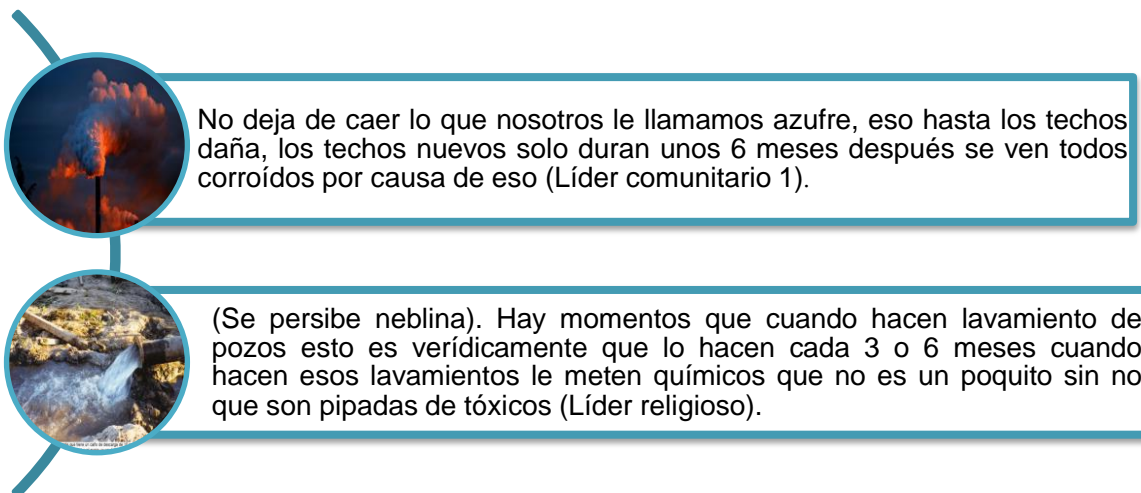 No deja de caer lo que nosotros le llamamos azufre, eso hasta los techos
daña, los techos nuevos solo duran unos 6 meses después se ven todos
corroídos por causa de eso (Líder comunitario 1).
(Se persibe neblina). Hay momentos que cuando hacen lavamiento de
pozos esto es verídicamente que lo hacen cada 3 o 6 meses cuando
hacen esos lavamientos le meten químicos que no es un poquito sin no
que son pipadas de tóxicos (Líder religioso).